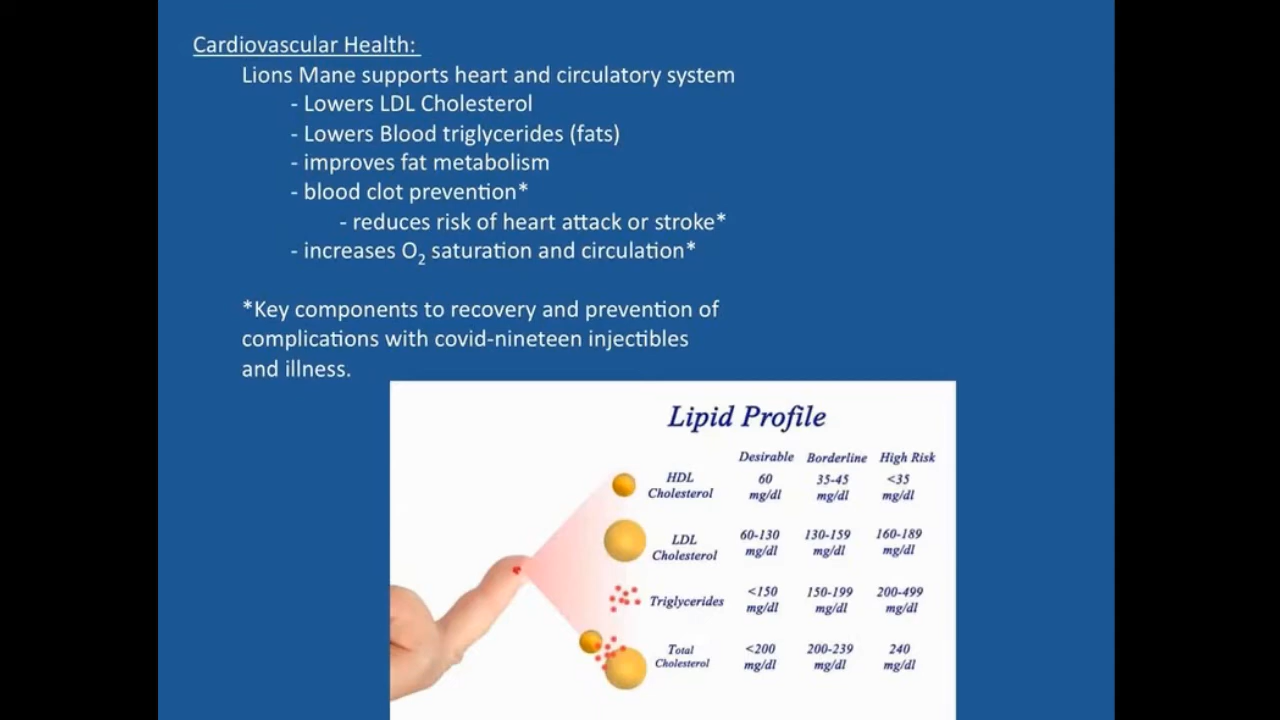 Cardiovascular Health:
Lions Mane supports heart and circulatory system
- Lowers LDL Cholesterol
- Lowers Blood triglycerides (fats)
- improves fat metabolism
- blood clot prevention*
- reduces risk of heart attack or stroke*
- increases O₂ saturation and circulation*
*Key components to recovery and prevention of
complications with covid-nineteen injectibles
and illness.
Lipid Profile
Desirable Borderline High Risk
HDL 60 35-45 <35
Cholesterol mg/dl mg/dl mg/dl
LDL 60-130 130-159 160-189
Cholesterol mg/dl mg/dl mg/dl
Triglycerides <150 150-199 200-499
mg/dl mg/dl mg/dl
Total <200 200-239 240
Cholesterol mg/dl mg/dl mg/dl